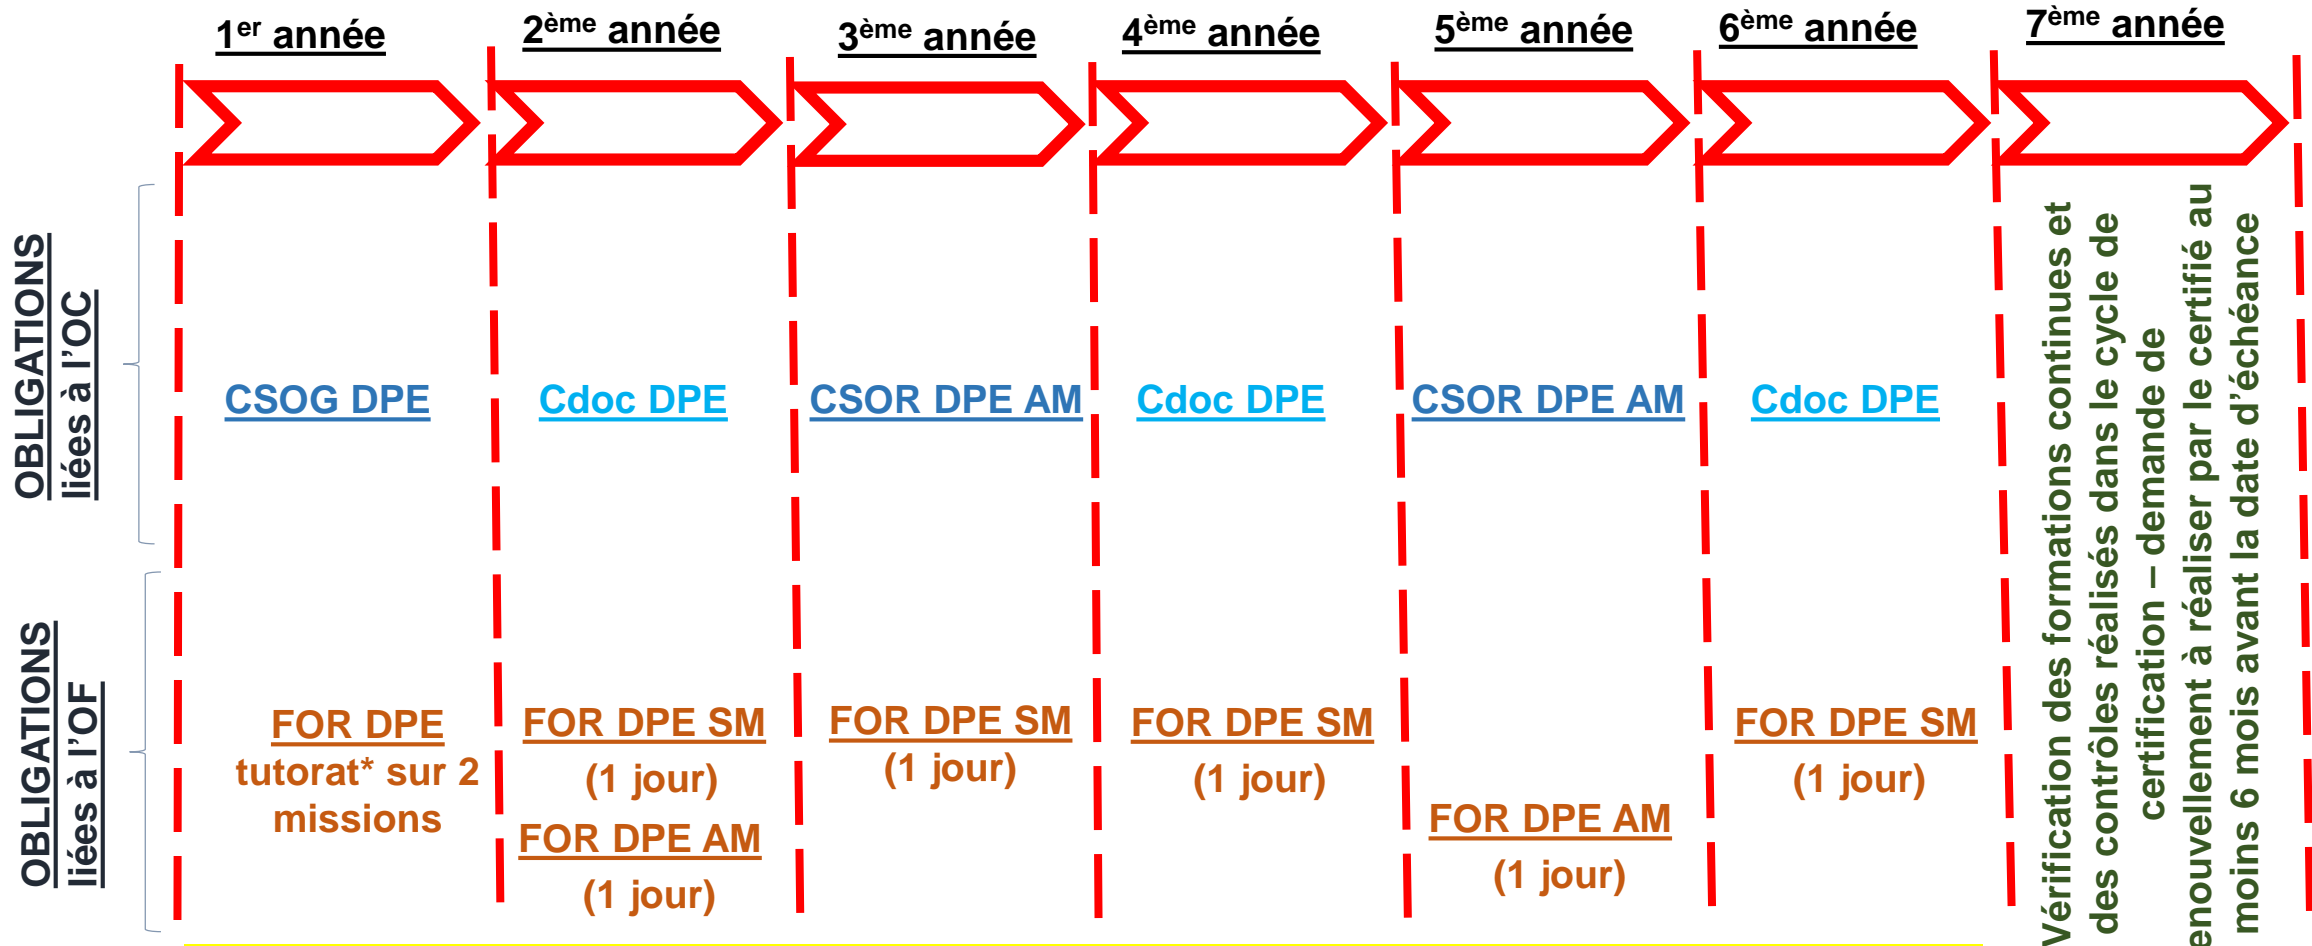 1er année
2ème année
3ème année
4ème année
5ème année
6ème année
7ème année
OBLIGATIONS
liées à l'OC
CSOG DPE
Cdoc DPE
CSOR DPE AM
Cdoc DPE
CSOR DPE AM
Cdoc DPE
OBLIGATIONS
liées à l'OF
FOR DPE
tutorat* sur 2
missions
FOR DPE SM
(1 jour)
FOR DPE AM
(1 jour)
FOR DPE SM
(1 jour)
FOR DPE SM
(1 jour)
FOR DPE AM
(1 jour)
FOR DPE SM
(1 jour)
Vérification des formations continues et
des contrôles réalisés dans le cycle de
certification – demande de
enouvellement à réaliser par le certifié au
moins 6 mois avant la date d'échéance